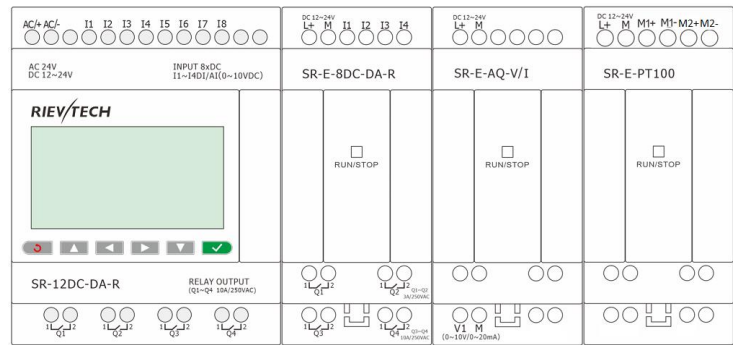 AC/+ AC/- I1 I2 I3 I4 I5 I6 I7 I8
AC 24V
DC 12~24V
INPUT 8xDC
I1~I4DI/AI(0~10VDC)
RIEVTECH
SR-12DC-DA-R
RELAY OUTPUT
(Q1~Q4 10A/250VAC)
1 2 1 2 1 2 1 2
Q1 Q2 Q3 Q4
DC 12~24V
L+ M I1 I2 I3 I4
SR-E-8DC-DA-R
RUN/STOP
1 2 1 2
Q1 Q2
Q1~Q2
3A/250VAC
1 2 1 2
Q3 Q4
Q3~Q4
10A/250VAC
DC 12~24V
L+ M
SR-E-AQ-V/I
RUN/STOP
V1 M
(0~10V/0~20mA)
DC 12~24V
L+ M M1+ M1- M2+ M2-
SR-E-PT100
RUN/STOP